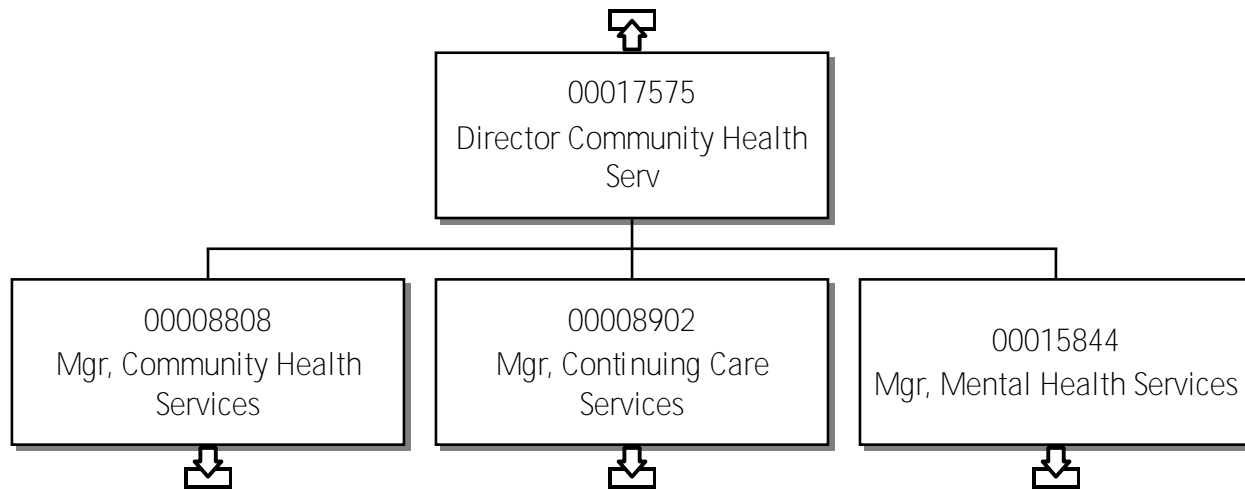 00017575
Director Community Health
Serv
00008808
Mgr, Community Health
Services
00008902
Mgr, Continuing Care
Services
00015844
Mgr, Mental Health Services